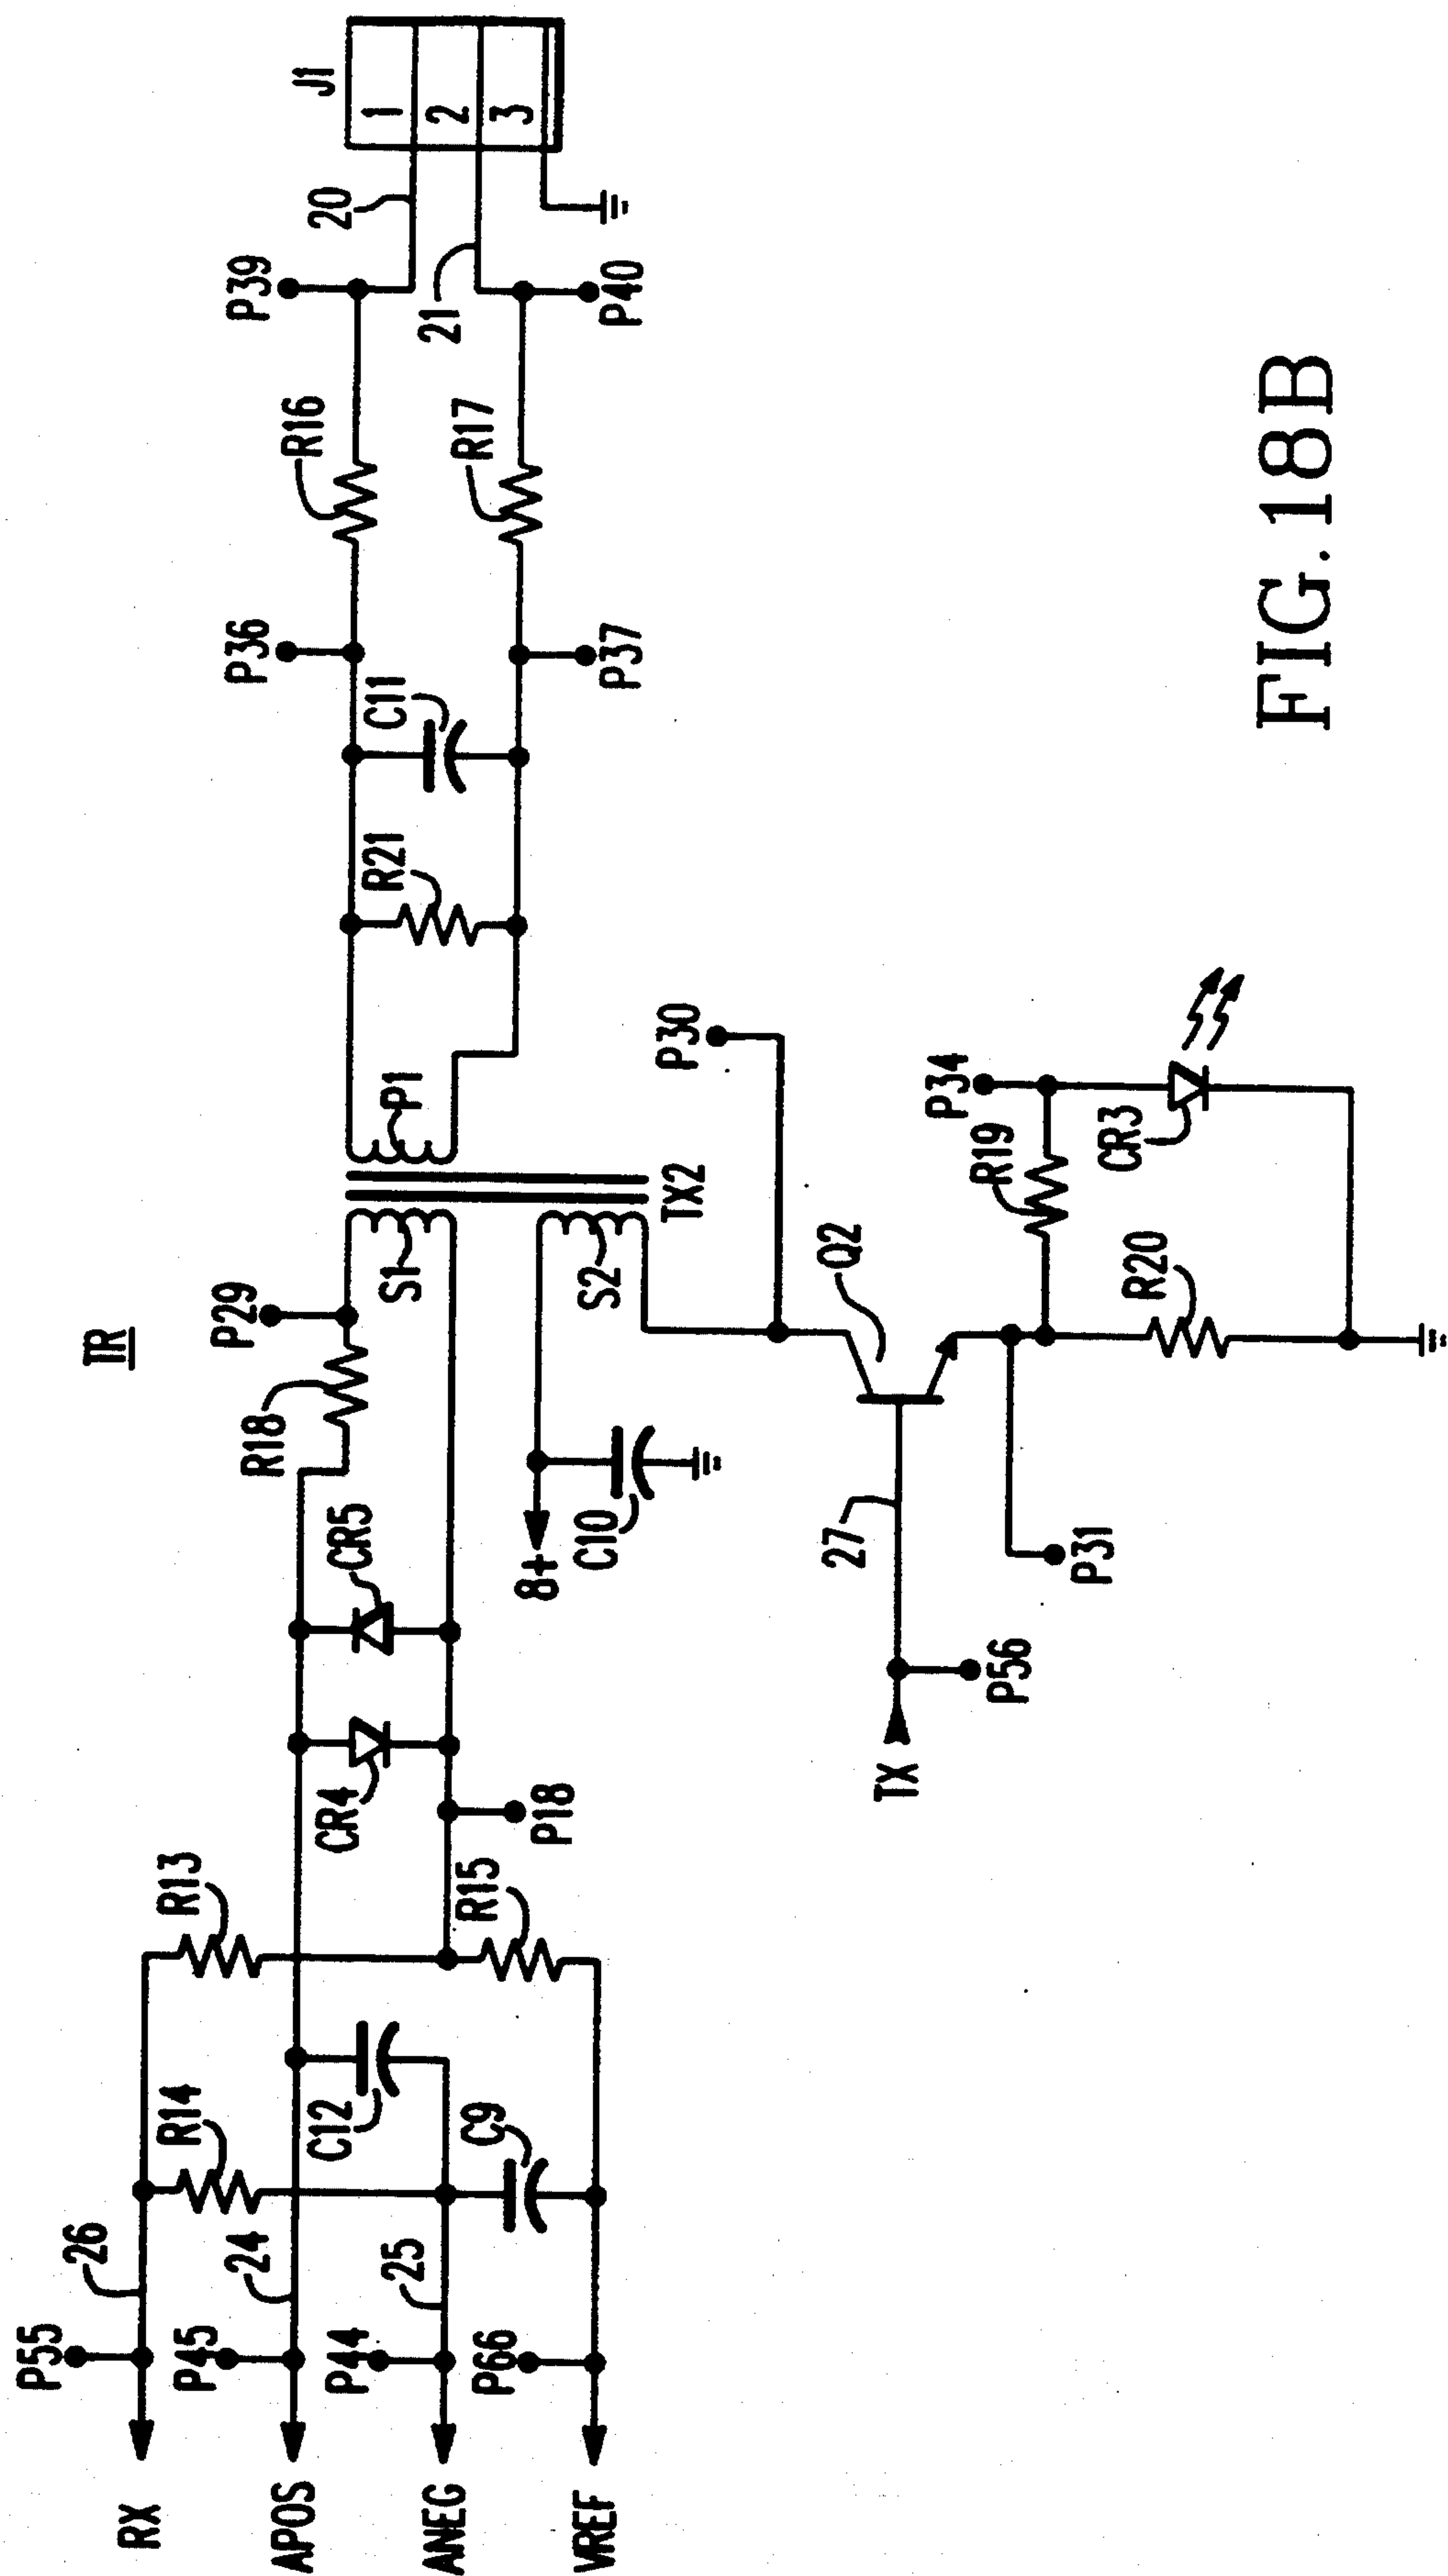 TR
P55
26
RX
P45
24
APOS
P44
25
ANEG
P66
VREF
R14
C12
C9
R13
R15
CR4
P18
CR5
R18
P29
S1
P1
TX2
8+
C10
S2
P30
R21
C11
P36
P37
R16
R17
P39
P40
20
21
J1
1
2
3
TX
P56
27
Q2
P31
R19
P34
R20
CR3
FIG. 18B